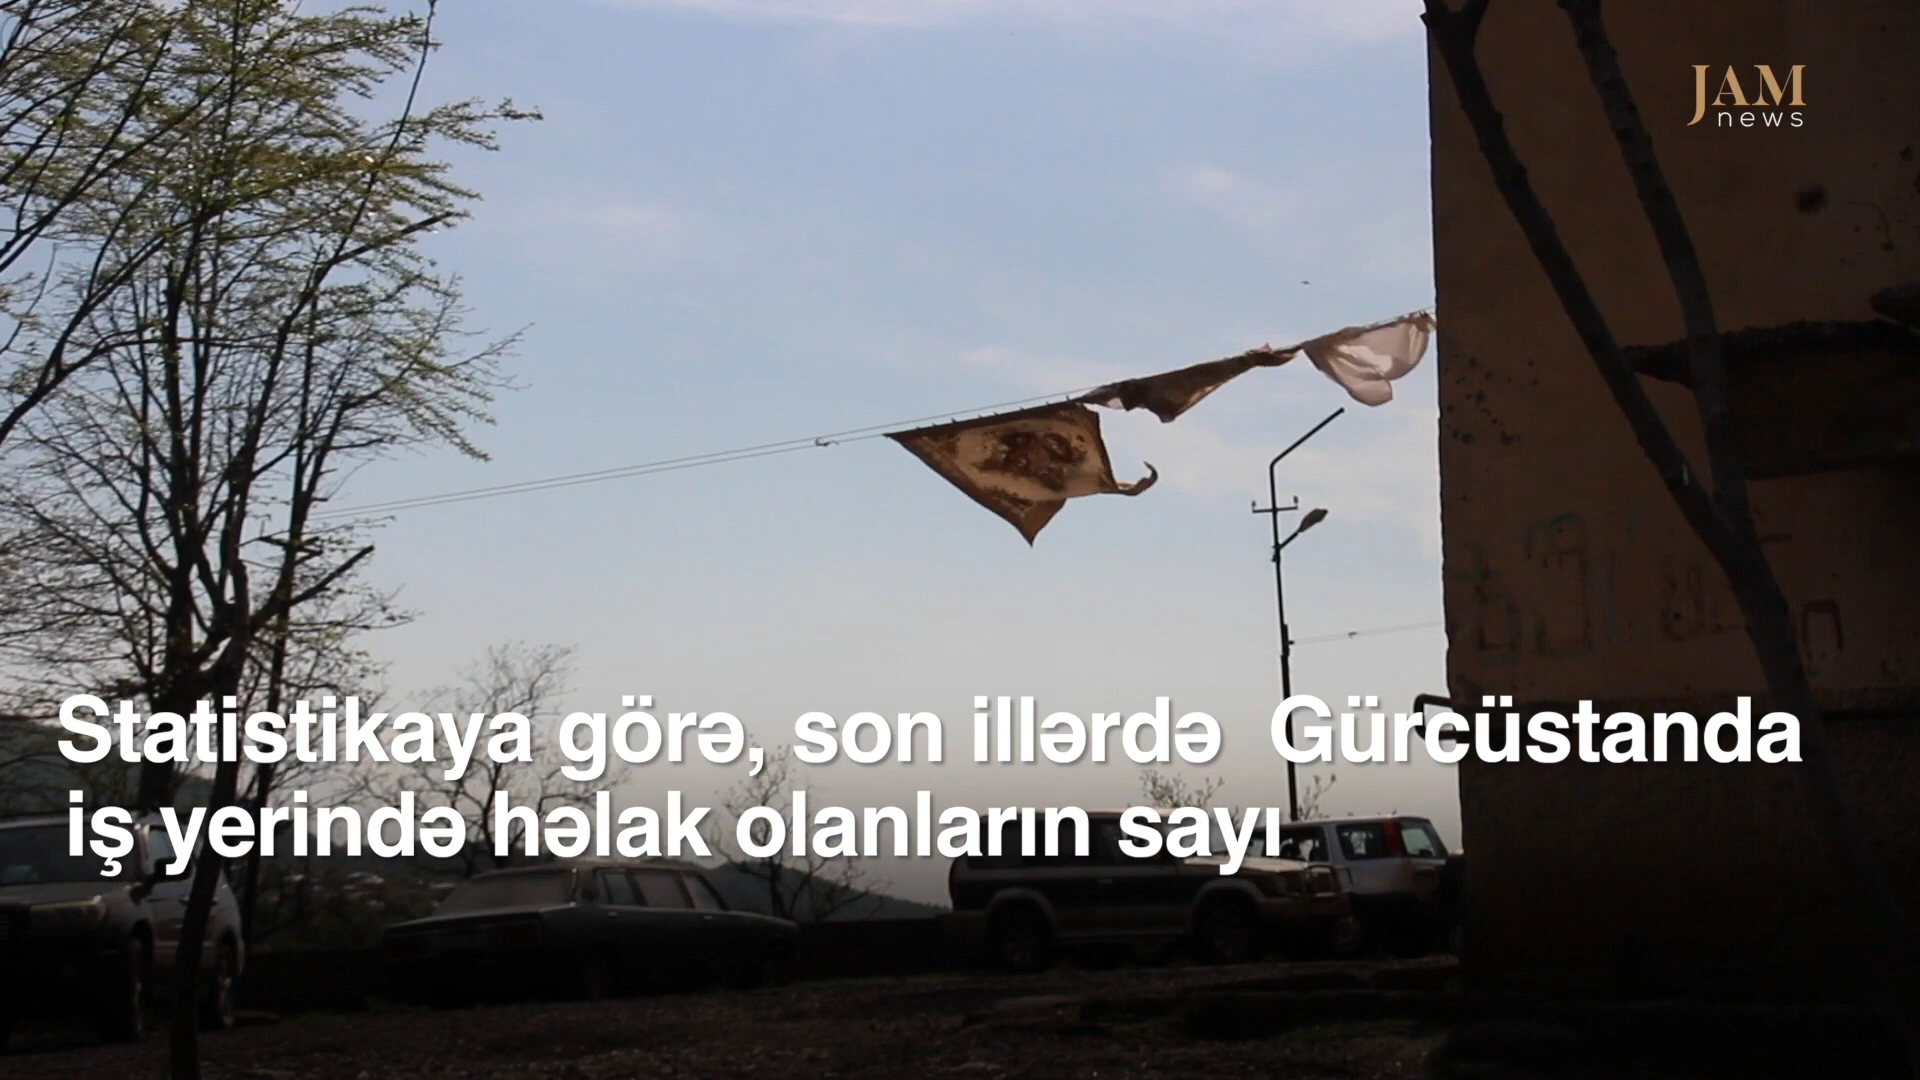 JAM
news
Statistikaya görə, son illərdə Gürcüstanda
iş yerində həlak olanların sayı